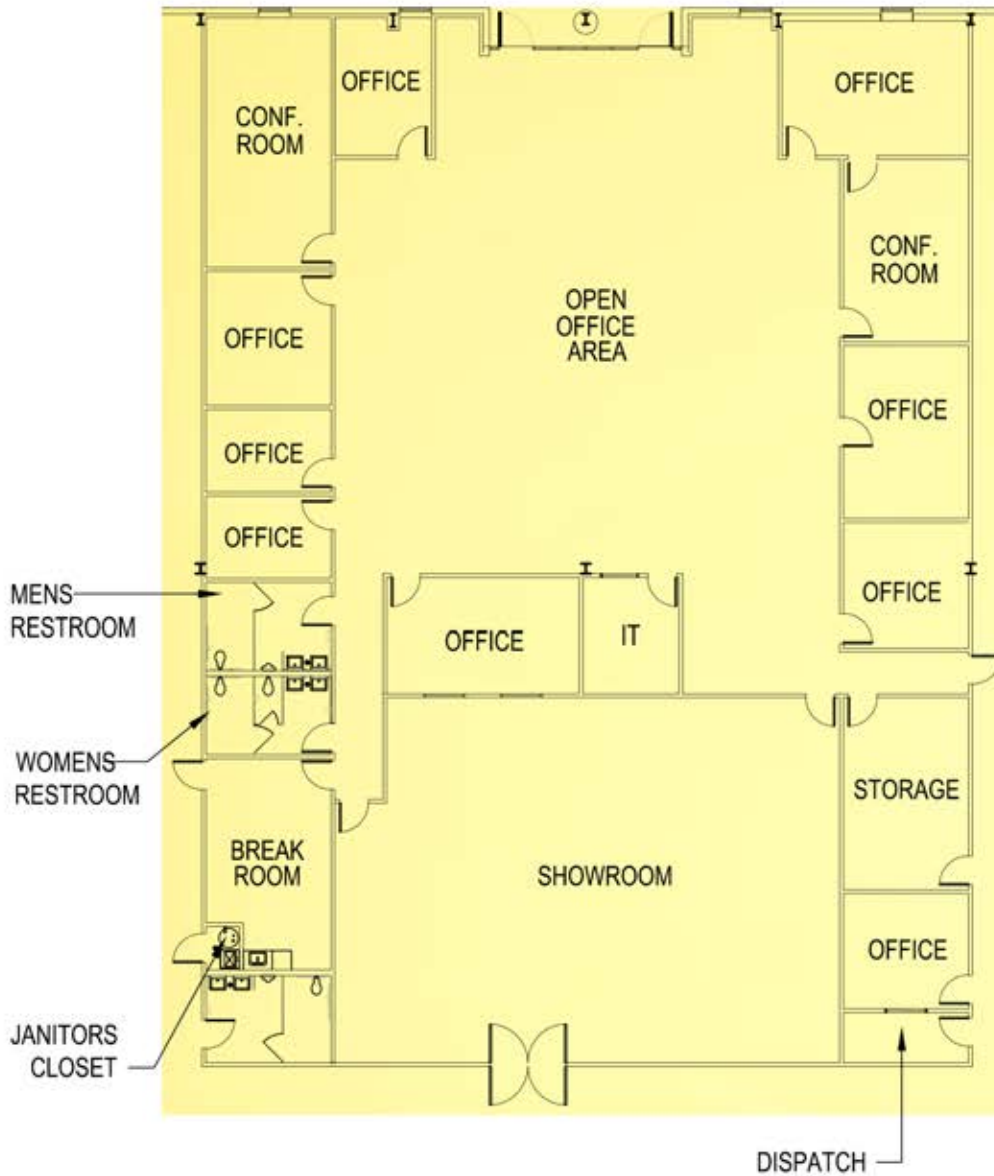 OFFICE
OFFICE
CONF.
ROOM
CONF.
ROOM
OPEN
OFFICE
AREA
OFFICE
OFFICE
OFFICE
OFFICE
MENS
RESTROOM
OFFICE
OFFICE
IT
WOMENS
RESTROOM
STORAGE
BREAK
ROOM
SHOWROOM
OFFICE
JANITORS
CLOSET
DISPATCH